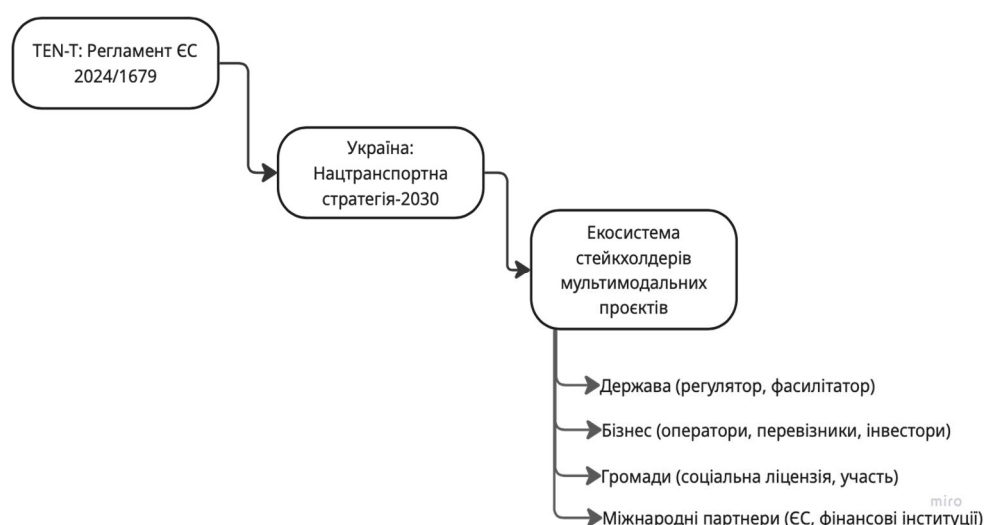 TEN-T: Регламент ЄС
2024/1679
Україна:
Нацтранспортна
стратегія-2030
Екосистема
стейкхолдерів
мультимодальних
проєктів
Держава (регулятор, фасилітатор)
Бізнес (оператори, перевізники, інвестори)
Громади (соціальна ліцензія, участь)
miro
Міжнародні партнери (ЄС, фінансові інституції)